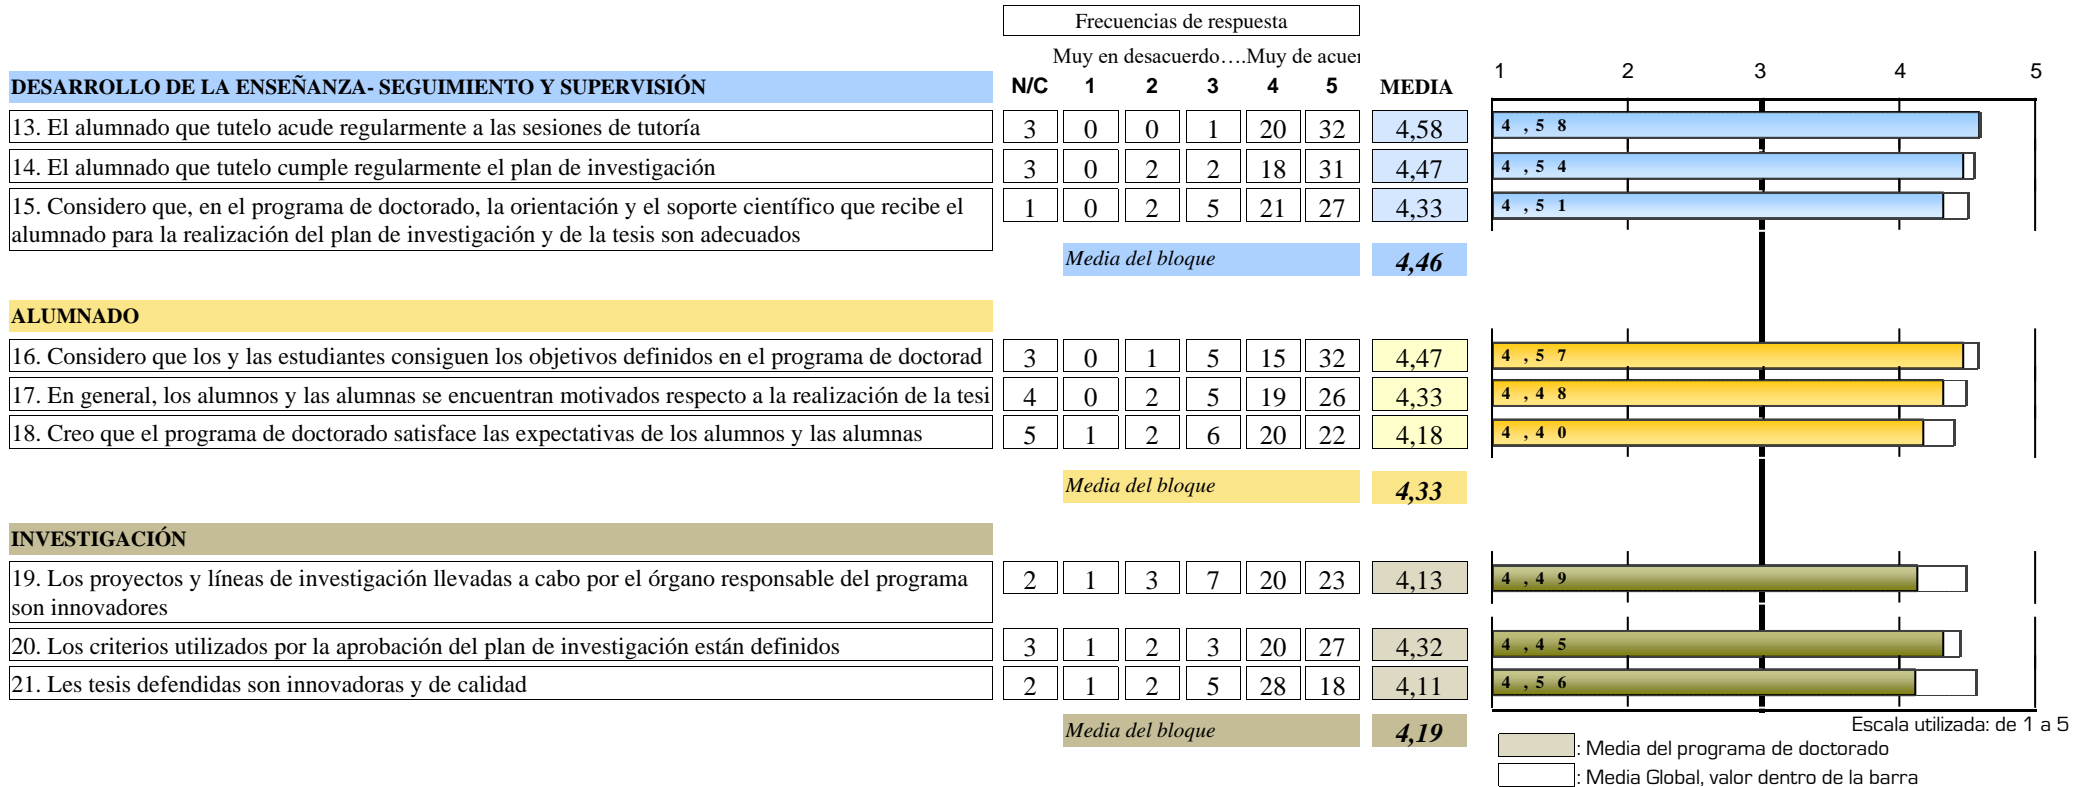 Frecuencias de respuesta
Muy en desacuerdo….Muy de acuer
DESARROLLO DE LA ENSEÑANZA- SEGUIMIENTO Y SUPERVISIÓN N/C 1 2 3 4 5 MEDIA 1 2 3 4 5
13. El alumnado que tutelo acude regularmente a las sesiones de tutoría 3 0 0 1 20 32 4,58 4,58
14. El alumnado que tutelo cumple regularmente el plan de investigación 3 0 2 2 18 31 4,47 4,54
15. Considero que, en el programa de doctorado, la orientación y el soporte científico que recibe el 1 0 2 5 21 27 4,33 4,51
alumnado para la realización del plan de investigación y de la tesis son adecuados
Media del bloque 4,46
ALUMNADO
16. Considero que los y las estudiantes consiguen los objetivos definidos en el programa de doctorad 3 0 1 5 15 32 4,47 4,57
17. En general, los alumnos y las alumnas se encuentran motivados respecto a la realización de la tesi 4 0 2 5 19 26 4,33 4,48
18. Creo que el programa de doctorado satisface las expectativas de los alumnos y las alumnas 5 1 2 6 20 22 4,18 4,40
Media del bloque 4,33
INVESTIGACIÓN
19. Los proyectos y líneas de investigación llevadas a cabo por el órgano responsable del programa 2 1 3 7 20 23 4,13 4,49
son innovadores
20. Los criterios utilizados por la aprobación del plan de investigación están definidos 3 1 2 3 20 27 4,32 4,45
21. Les tesis defendidas son innovadoras y de calidad 2 1 2 5 28 18 4,11 4,56
Media del bloque 4,19
Escala utilizada: de 1 a 5
: Media del programa de doctorado
: Media Global, valor dentro de la barra